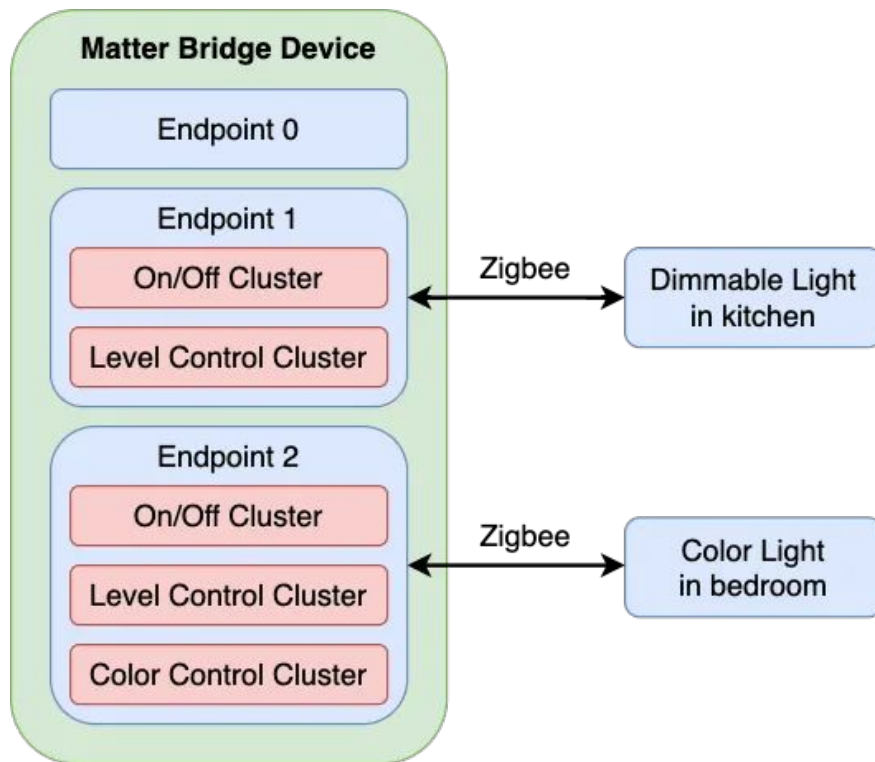 Matter Bridge Device
Endpoint 0
Endpoint 1
On/Off Cluster
Level Control Cluster
Zigbee
Dimmable Light
in kitchen
Endpoint 2
On/Off Cluster
Level Control Cluster
Color Control Cluster
Zigbee
Color Light
in bedroom